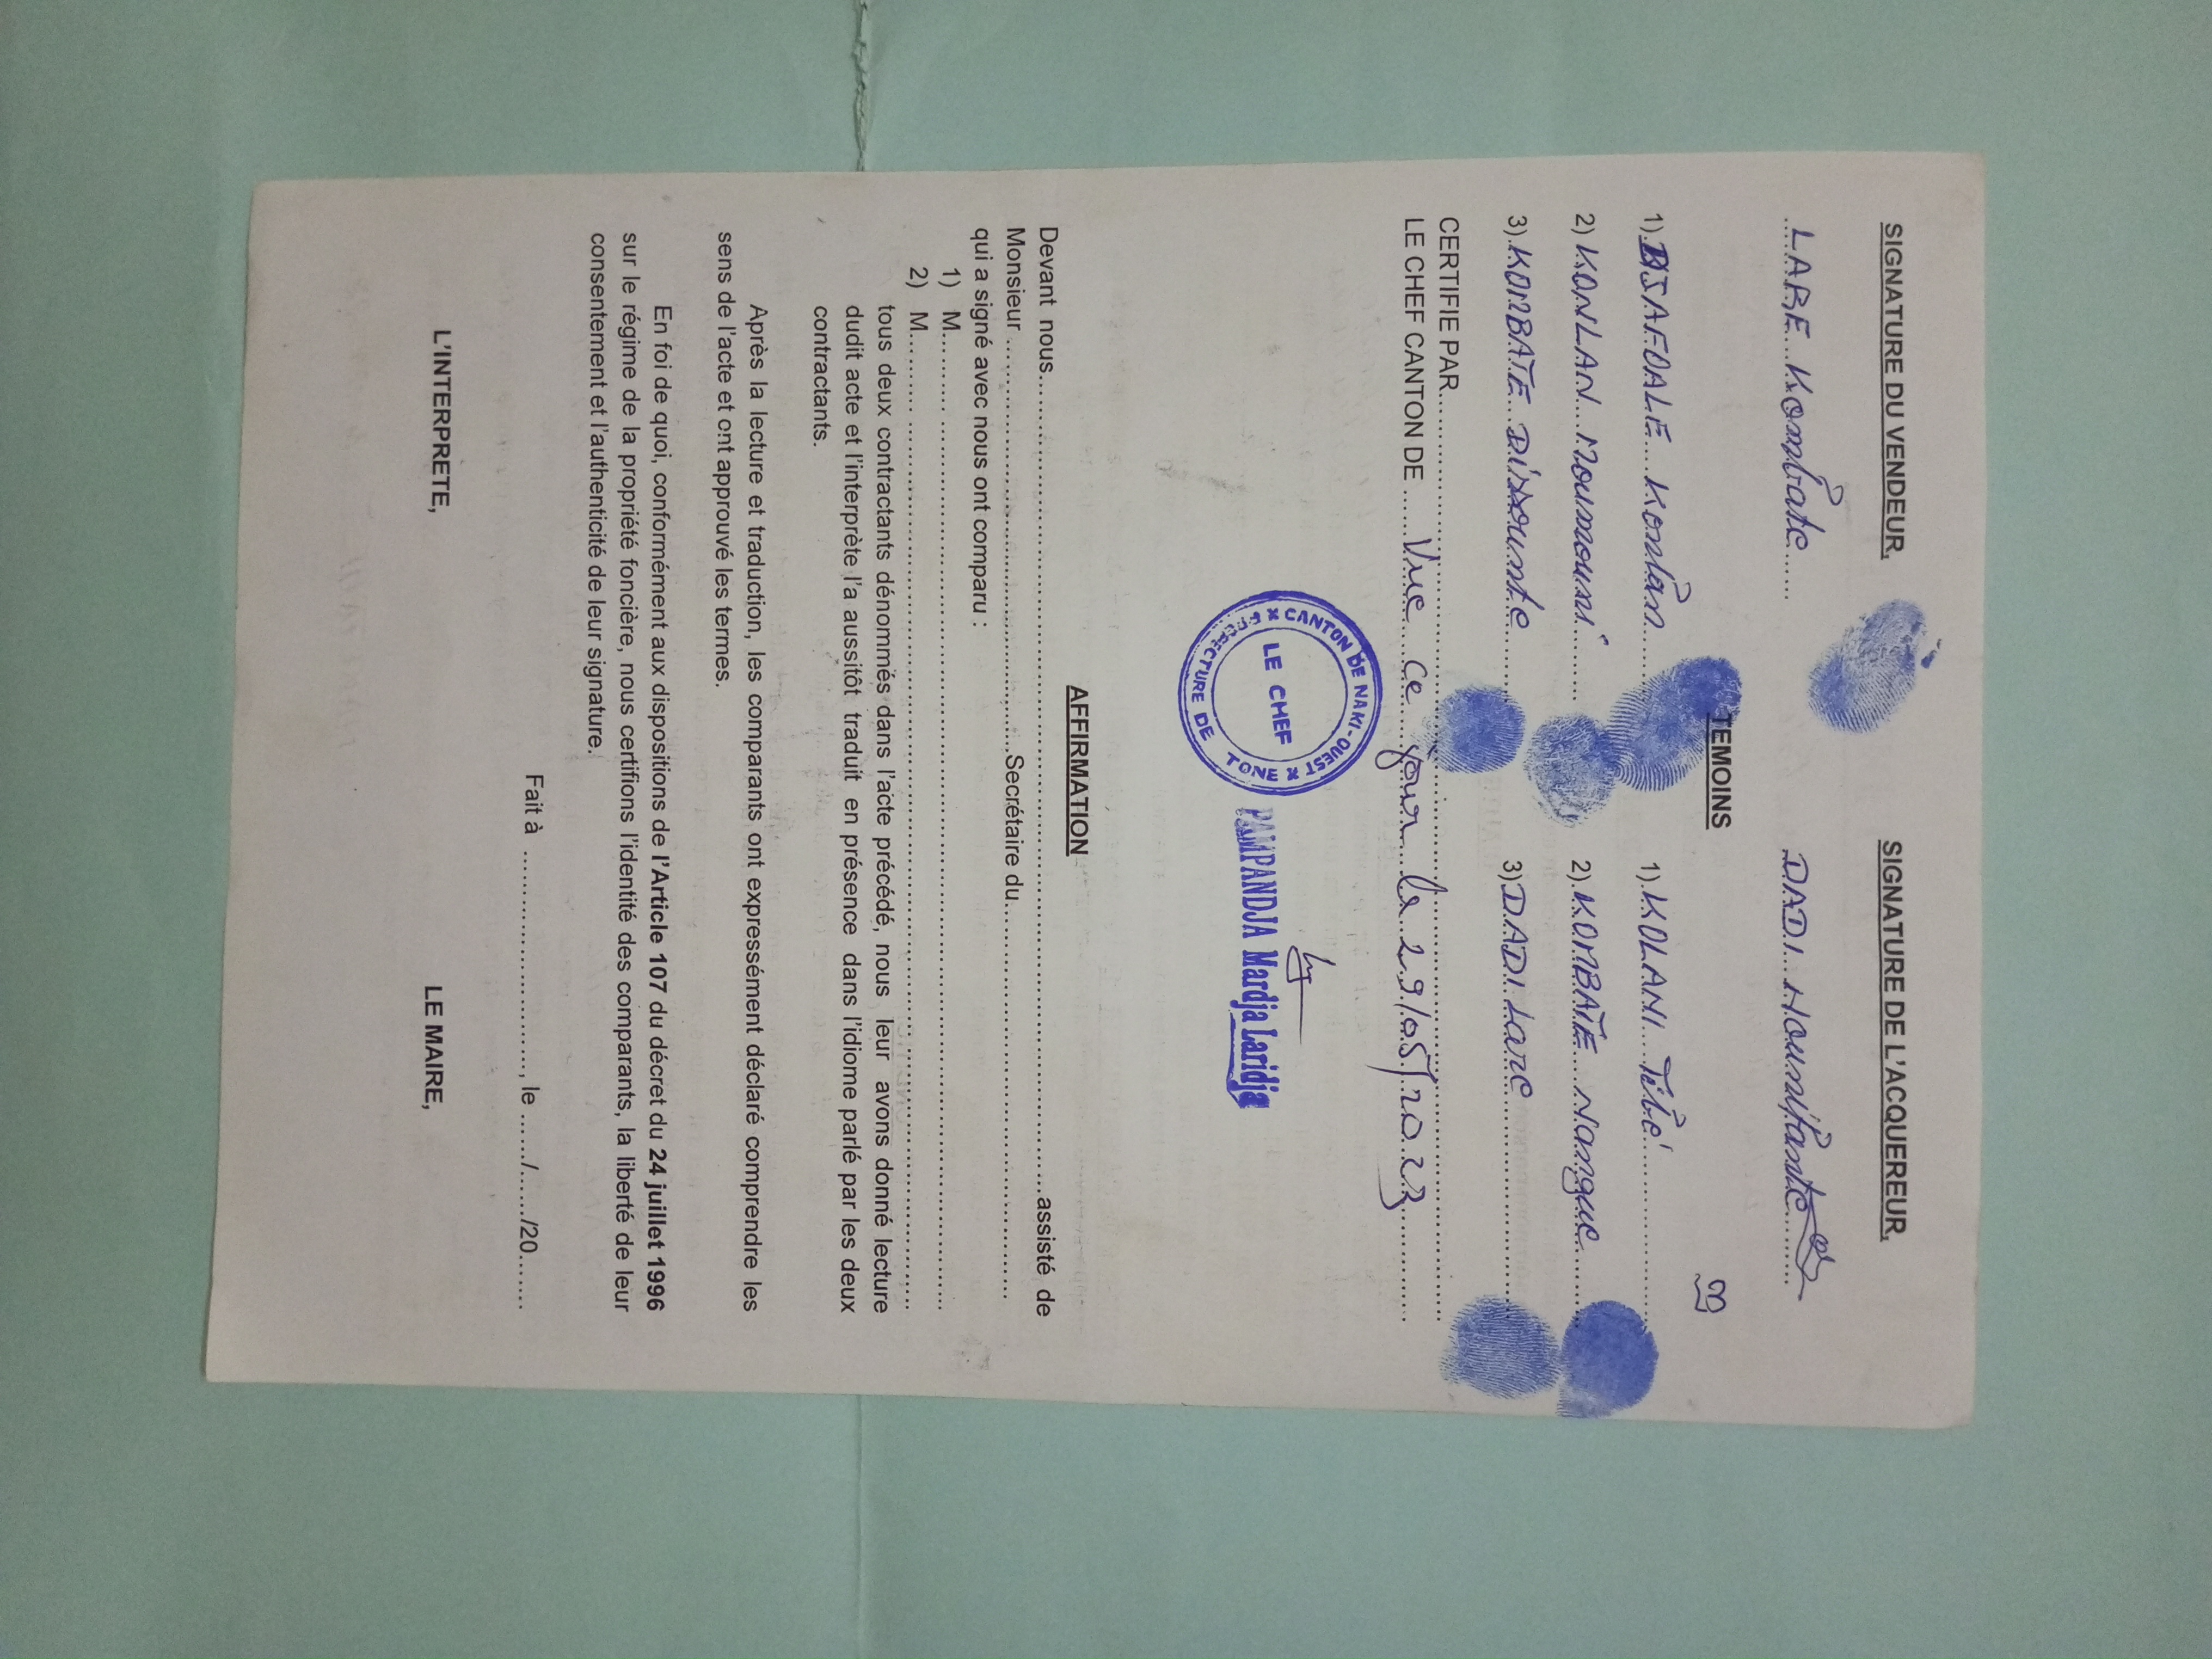 SIGNATURE DU VENDEUR, SIGNATURE DE L'ACQUEREUR,
LARE Kombate DADI Hounifante
TEMOINS
1) DJAFOALE Konlan 1) KOLANI Tibé
2) KONLAN Moumouni 2) KOMBATE Nangue
3) KOMBATE DiDounte 3) DADI Lare
CERTIFIE PAR
LE CHEF CANTON DE Vue ce jour le 29/05/2023
CANTON DE NAKI-OUEST x PREFECTURE DE TONE x
LE CHEF
PAMPANDJA Mardja Laridja
AFFIRMATION
Devant nous assisté de
Monsieur Secrétaire du
qui a signé avec nous ont comparu :
1) M.
2) M.
tous deux contractants dénommés dans l'acte précédé, nous leur avons donné lecture
dudit acte et l'interprète l'a aussitôt traduit en présence dans l'idiome parlé par les deux
contractants.
Après la lecture et traduction, les comparants ont expressément déclaré comprendre les
sens de l'acte et ont approuvé les termes.
En foi de quoi, conformément aux dispositions de l'Article 107 du décret du 24 juillet 1996
sur le régime de la propriété foncière, nous certifions l'identité des comparants, la liberté de leur
consentement et l'authenticité de leur signature.
Fait à ........................, le ....../....../20......
L'INTERPRETE, LE MAIRE,